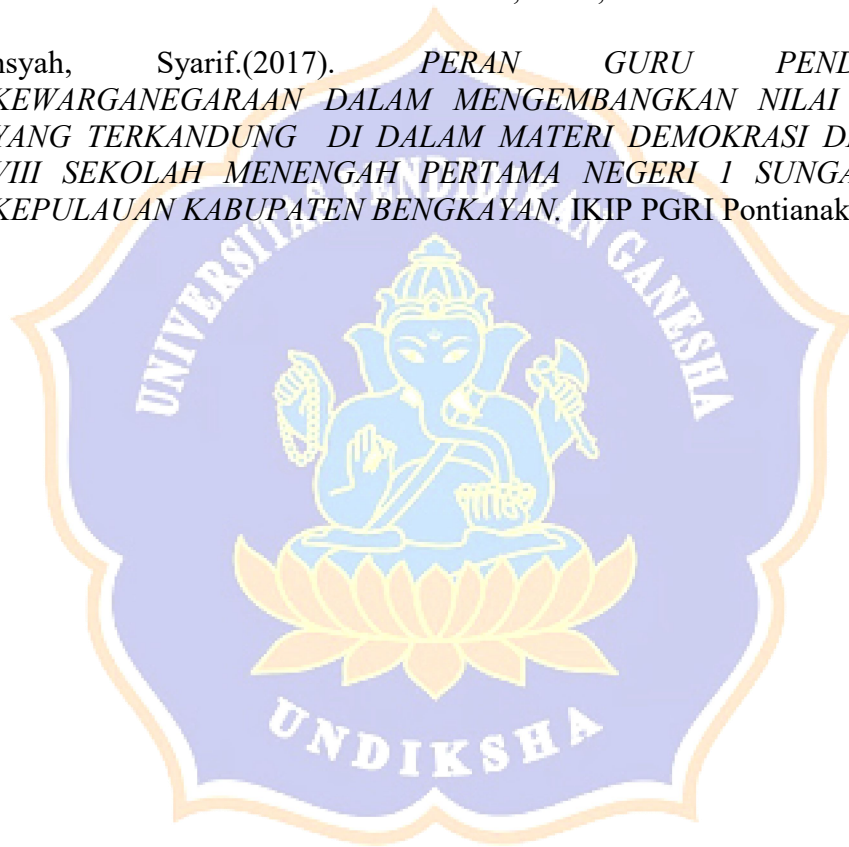 nsyah, Syarif.(2017). PERAN GURU PEND
KEWARGANEGARAAN DALAM MENGEMBANGKAN NILAI
YANG TERKANDUNG DI DALAM MATERI DEMOKRASI DI
VIII SEKOLAH MENENGAH PERTAMA NEGERI 1 SUNGA
KEPULAUAN KABUPATEN BENGKAYAN. IKIP PGRI Pontianak
UNIVERSITAS PENDIDIKAN GANESHA
UNDIKSHA